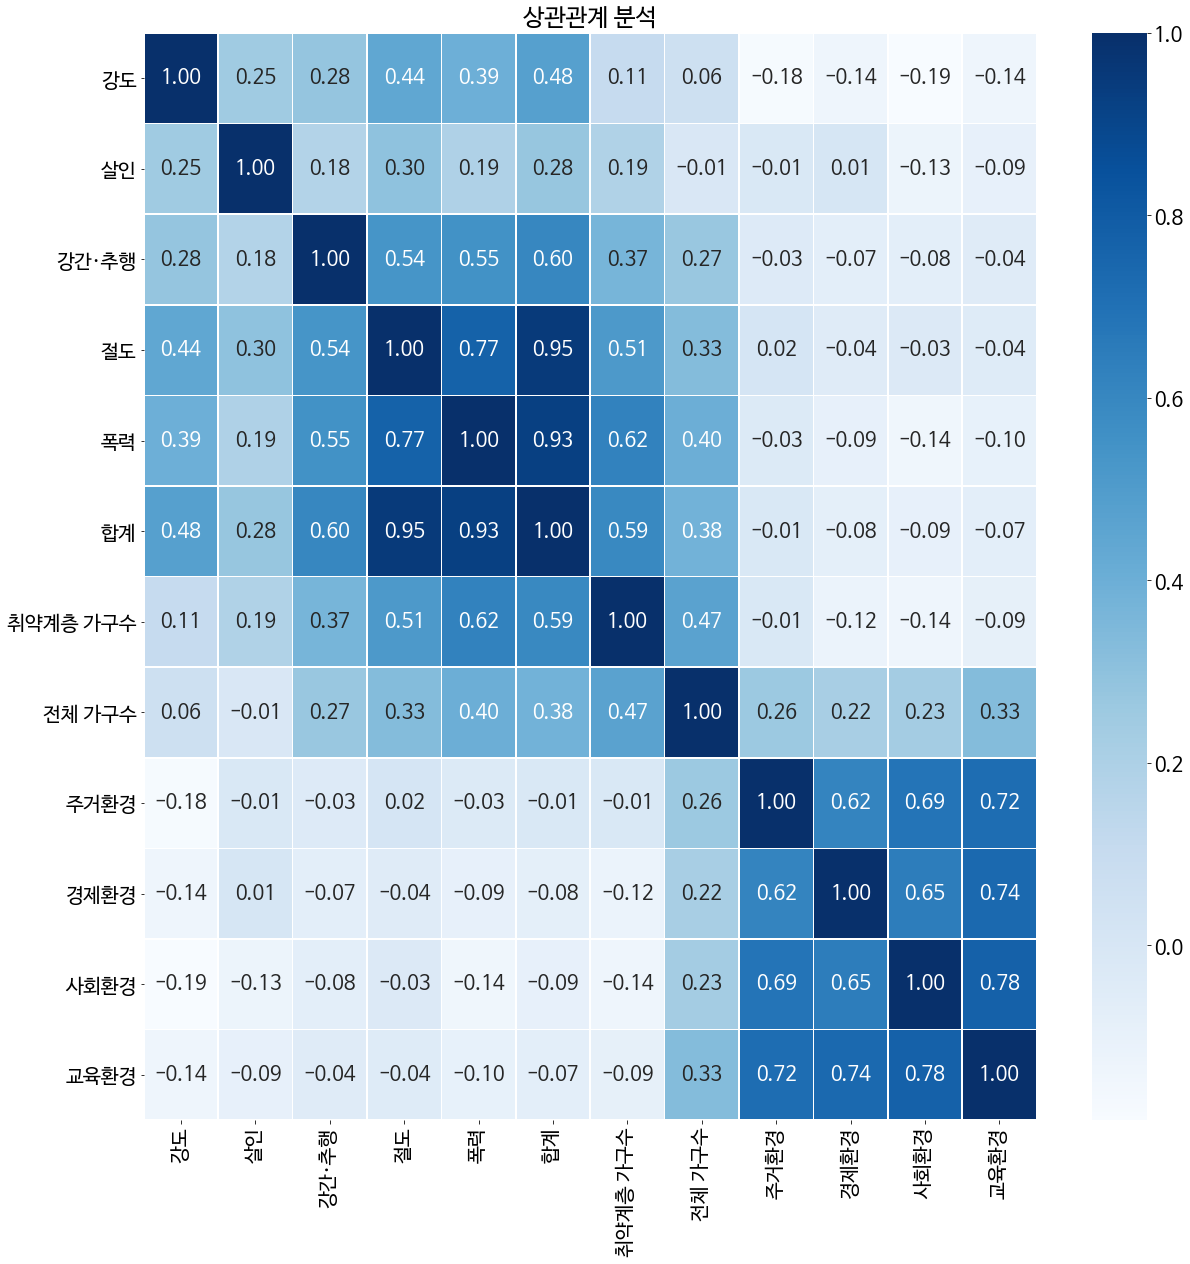 상관관계 분석
강도 1.00 0.25 0.28 0.44 0.39 0.48 0.11 0.06 −0.18 −0.14 −0.19 −0.14
살인 0.25 1.00 0.18 0.30 0.19 0.28 0.19 −0.01 −0.01 0.01 −0.13 −0.09
강간·추행 0.28 0.18 1.00 0.54 0.55 0.60 0.37 0.27 −0.03 −0.07 −0.08 −0.04
절도 0.44 0.30 0.54 1.00 0.77 0.95 0.51 0.33 0.02 −0.04 −0.03 −0.04
폭력 0.39 0.19 0.55 0.77 1.00 0.93 0.62 0.40 −0.03 −0.09 −0.14 −0.10
합계 0.48 0.28 0.60 0.95 0.93 1.00 0.59 0.38 −0.01 −0.08 −0.09 −0.07
취약계층 가구수 0.11 0.19 0.37 0.51 0.62 0.59 1.00 0.47 −0.01 −0.12 −0.14 −0.09
전체 가구수 0.06 −0.01 0.27 0.33 0.40 0.38 0.47 1.00 0.26 0.22 0.23 0.33
주거환경 −0.18 −0.01 −0.03 0.02 −0.03 −0.01 −0.01 0.26 1.00 0.62 0.69 0.72
경제환경 −0.14 0.01 −0.07 −0.04 −0.09 −0.08 −0.12 0.22 0.62 1.00 0.65 0.74
사회환경 −0.19 −0.13 −0.08 −0.03 −0.14 −0.09 −0.14 0.23 0.69 0.65 1.00 0.78
교육환경 −0.14 −0.09 −0.04 −0.04 −0.10 −0.07 −0.09 0.33 0.72 0.74 0.78 1.00
강도 살인 강간·추행 절도 폭력 합계 취약계층 가구수 전체 가구수 주거환경 경제환경 사회환경 교육환경
1.0
0.8
0.6
0.4
0.2
0.0